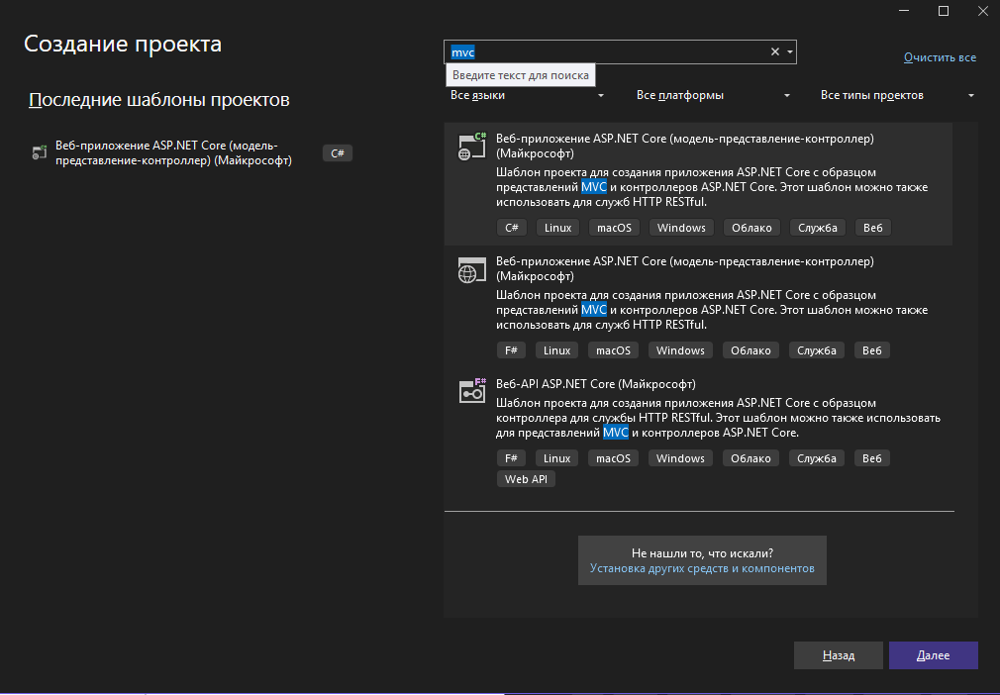 Создание проекта
mvc
Очистить все
Введите текст для поиска
Последние шаблоны проектов
Все языки
Все платформы
Все типы проектов
Веб-приложение ASP.NET Core (модель-
представление-контроллер) (Майкрософт)
C#
C#
Веб-приложение ASP.NET Core (модель-представление-контроллер)
(Майкрософт)
Шаблон проекта для создания приложения ASP.NET Core с образцом
представлений MVC и контроллеров ASP.NET Core. Этот шаблон можно также
использовать для служб HTTP RESTful.
C# Linux macOS Windows Облако Служба Веб
Веб-приложение ASP.NET Core (модель-представление-контроллер)
(Майкрософт)
Шаблон проекта для создания приложения ASP.NET Core с образцом
представлений MVC и контроллеров ASP.NET Core. Этот шаблон можно также
использовать для служб HTTP RESTful.
F# Linux macOS Windows Облако Служба Веб
F#
Веб-API ASP.NET Core (Майкрософт)
Шаблон проекта для создания приложения ASP.NET Core с образцом
контроллера для службы HTTP RESTful. Этот шаблон можно также использовать
для представлений MVC и контроллеров ASP.NET Core.
F# Linux macOS Windows Облако Служба Веб
Web API
Не нашли то, что искали?
Установка других средств и компонентов
Назад
Далее